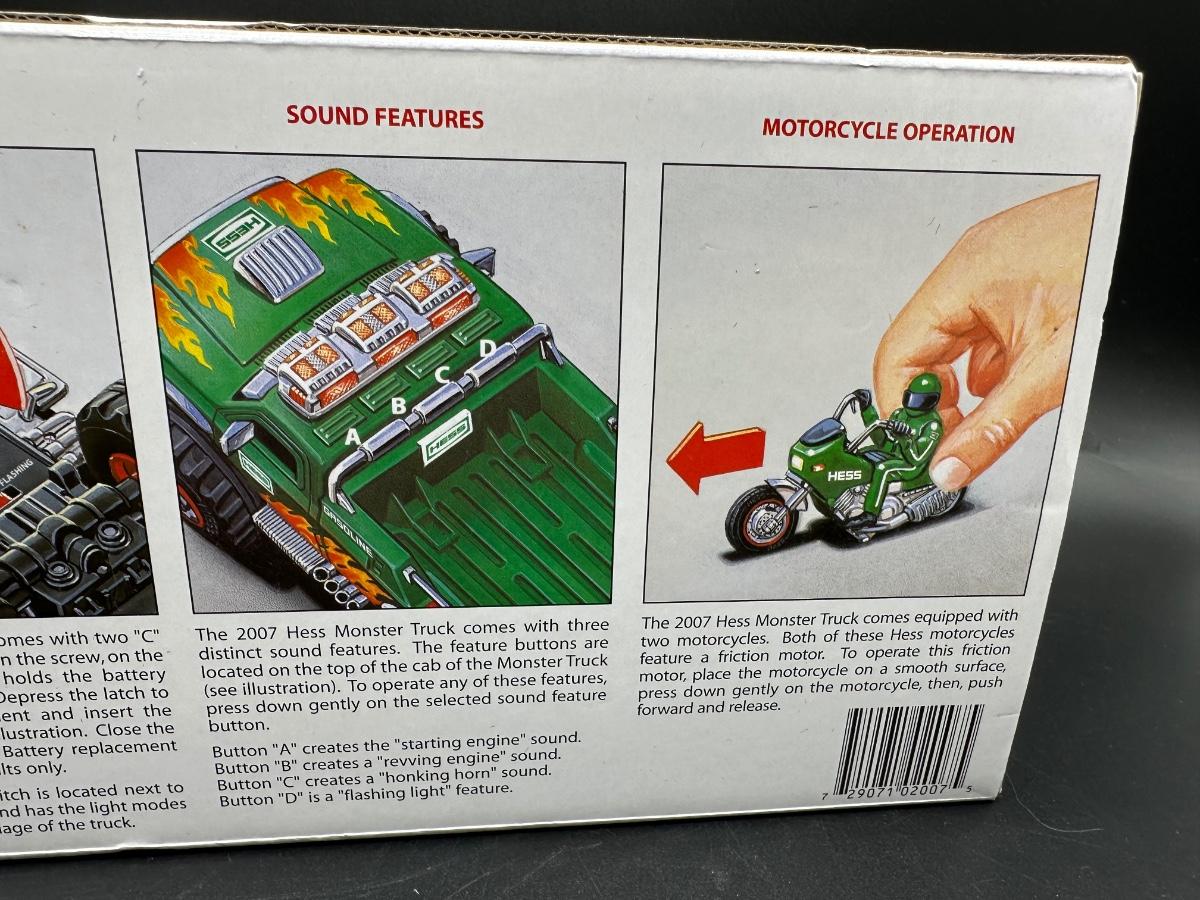 SOUND FEATURES
HESS
A
B
C
D
HESS
HESS
GASOLINE
The 2007 Hess Monster Truck comes with three
distinct sound features. The feature buttons are
located on the top of the cab of the Monster Truck
(see illustration). To operate any of these features,
press down gently on the selected sound feature
button.
Button "A" creates the "starting engine" sound.
Button "B" creates a "revving engine" sound.
Button "C" creates a "honking horn" sound.
Button "D" is a "flashing light" feature.
MOTORCYCLE OPERATION
HESS
The 2007 Hess Monster Truck comes equipped with
two motorcycles. Both of these Hess motorcycles
feature a friction motor. To operate this friction
motor, place the motorcycle on a smooth surface,
press down gently on the motorcycle, then, push
forward and release.
7 29071 02007 5
FLASHING
omes with two "C"
n the screw, on the
holds the battery
Depress the latch to
ent and insert the
llustration. Close the
Battery replacement
lts only.
itch is located next to
nd has the light modes
age of the truck.